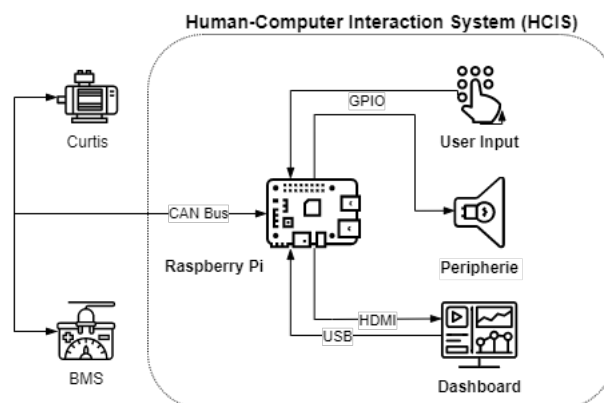 Human-Computer Interaction System (HCIS)
GPIO
Curtis
User Input
CAN Bus
Raspberry Pi
Peripherie
HDMI
USB
BMS
Dashboard